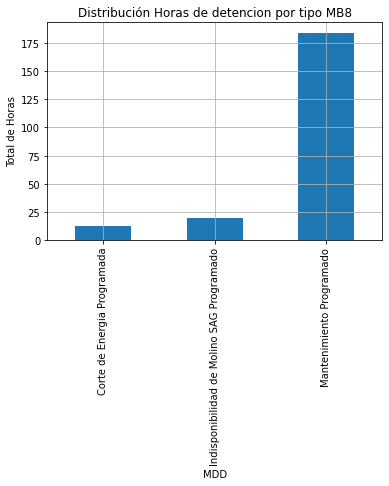 Distribución Horas de detencion por tipo MB8
Total de Horas
175
150
125
100
75
50
25
0
Corte de Energia Programada
Indisponibilidad de Molino SAG Programado
Mantenimiento Programado
MDD